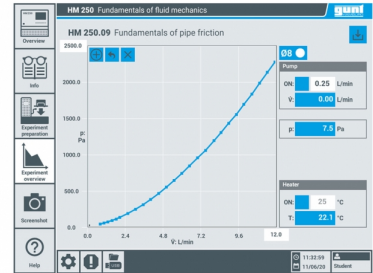 HM 250 Fundamentals of fluid mechanics
gunt
Overview
Info
Experiment
preparation
Experiment
overview
Screenshot
Help
HM 250.09 Fundamentals of pipe friction
2500.0
2000.0
1500.0
p:
Pa
1000.0
500.0
0.0
0.0 2.4 4.8 7.2 9.6 12.0
V̇: L/min
Ø8
Pump
ON: 0.25 L/min
V̇: 0.00 L/min
p: 7.5 Pa
Heater
ON: 25 °C
T: 22.1 °C
11:32:59
11/06/20 Student